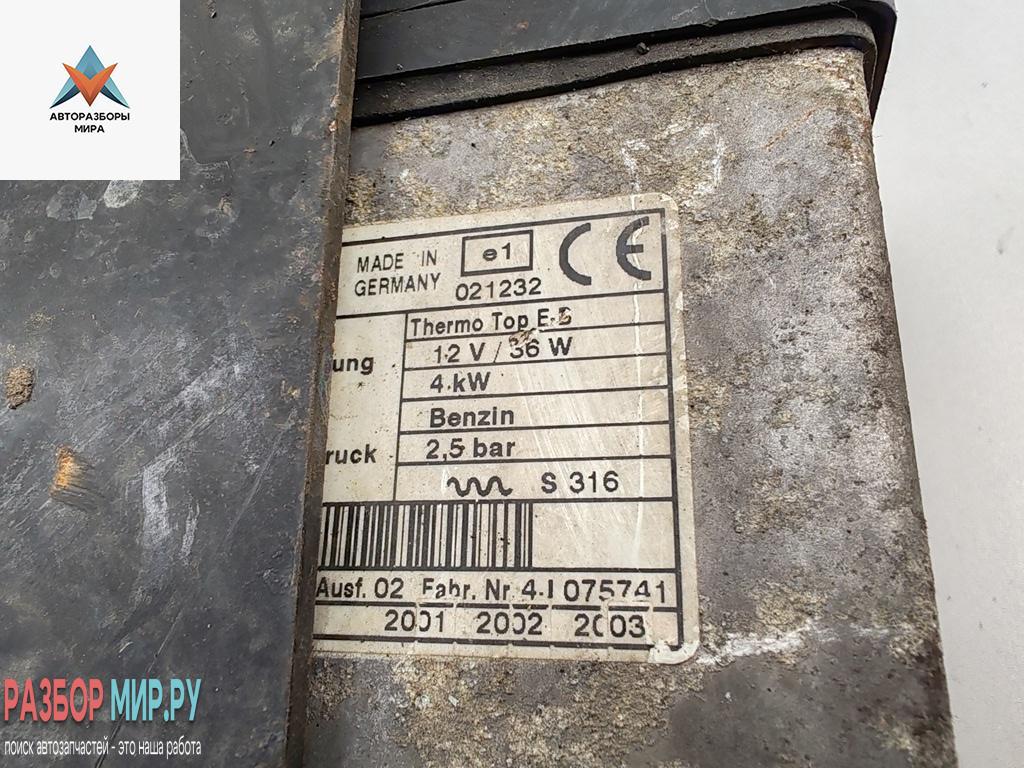 АВТОРАЗБОРЫ
МИРА
MADE IN
GERMANY
e1
021232
CE
Thermo Top E-B
ung
12 V / 36 W
4 kW
Benzin
ruck
2,5 bar
S 316
Ausf. 02 Fabr. Nr.
075741
2001 2002 2003
РАЗБОР МИР.РУ
поиск автозапчастей - это наша работа